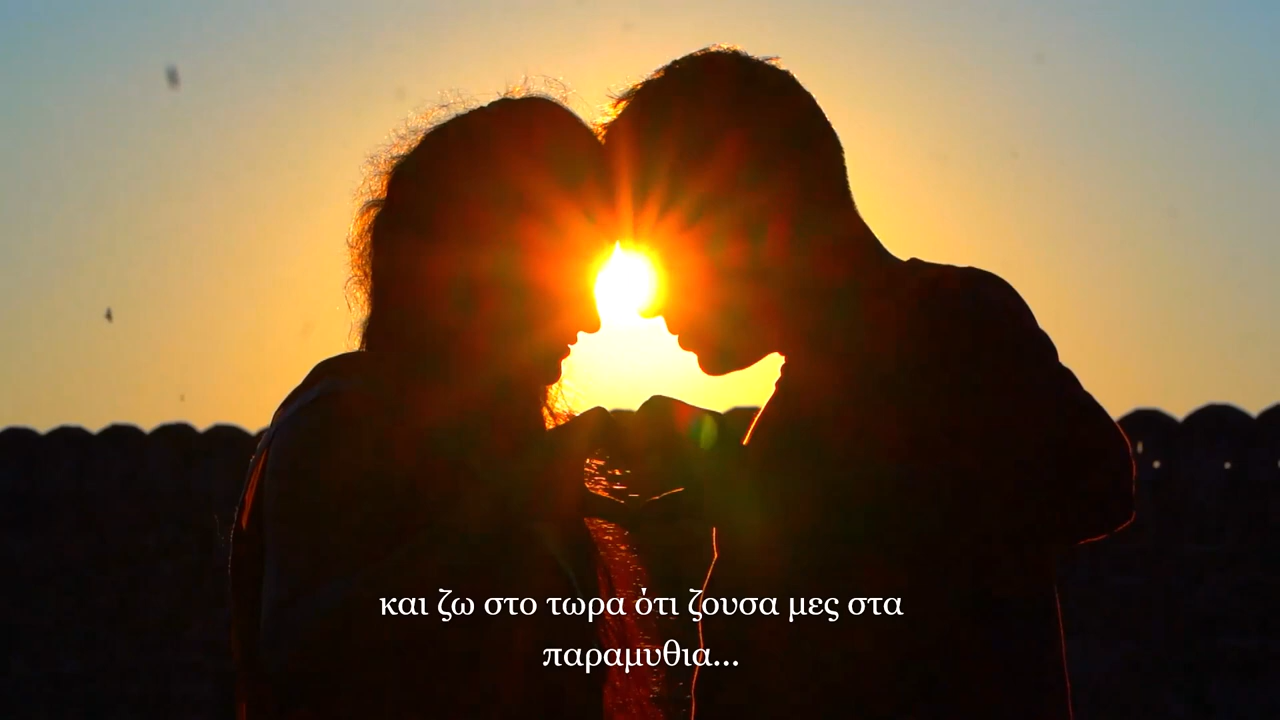 και ζω στο τωρα ότι ζουσα μες στα
παραμυθια...